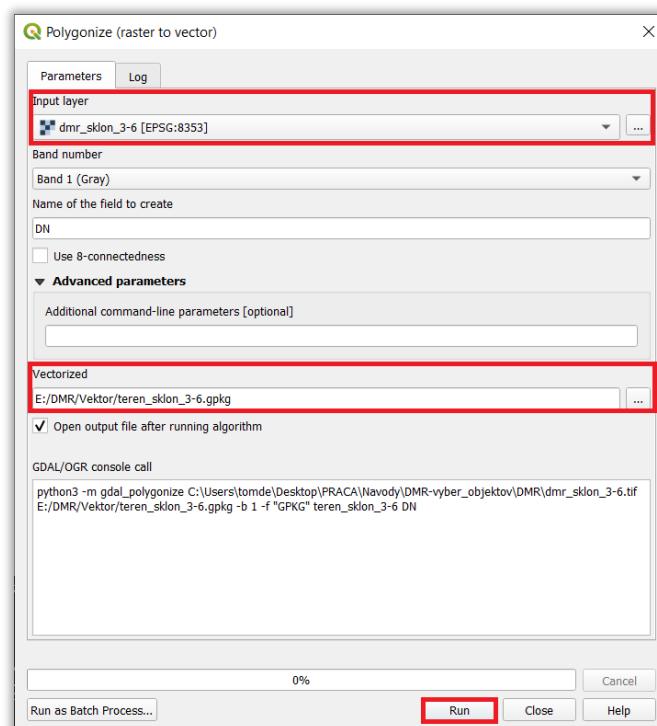 Polygonize (raster to vector)
Parameters Log
Input layer
dmr_sklon_3-6 [EPSG:8353] ...
Band number
Band 1 (Gray)
Name of the field to create
DN
Use 8-connectedness
Advanced parameters
Additional command-line parameters [optional]
Vectorized
E:/DMR/Vektor/teren_sklon_3-6.gpkg ...
Open output file after running algorithm
GDAL/OGR console call
python3 -m gdal_polygonize C:\Users\tomde\Desktop\PRACA\Navody\DMR-vyber_objektov\DMR\dmr_sklon_3-6.tif
E:/DMR/Vektor/teren_sklon_3-6.gpkg -b 1 -f "GPKG" teren_sklon_3-6 DN
0% Cancel
Run as Batch Process... Run Close Help